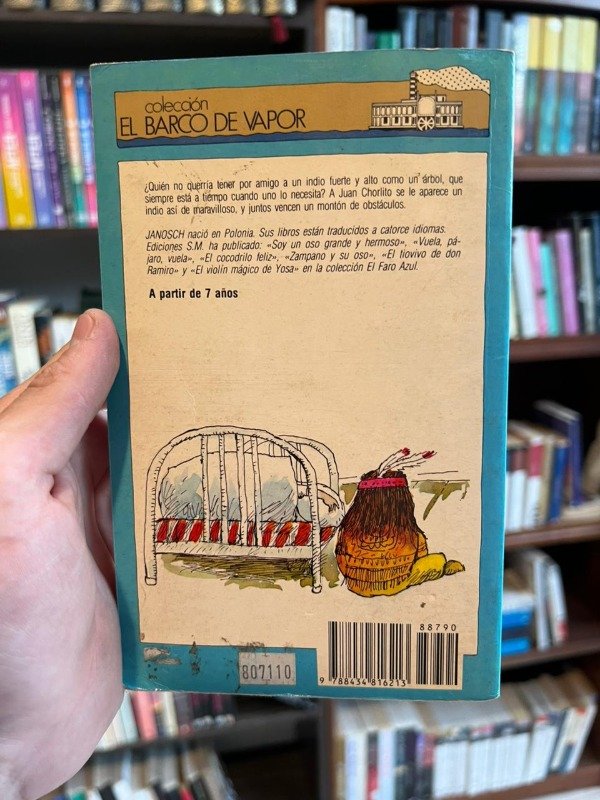 colección
EL BARCO DE VAPOR
¿Quién no querría tener por amigo a un indio fuerte y alto como un árbol, que
siempre está a tiempo cuando uno lo necesita? A Juan Chorlito se le aparece un
indio así de maravilloso, y juntos vencen un montón de obstáculos.
JANOSCH nació en Polonia. Sus libros están traducidos a catorce idiomas.
Ediciones S.M. ha publicado: «Soy un oso grande y hermoso», «Vuela, pá-
jaro, vuela», «El cocodrilo feliz», «Zampano y su oso», «El tiovivo de don
Ramiro» y «El violín mágico de Yosa» en la colección El Faro Azul.
A partir de 7 años
88790
9 788434 816213
807110